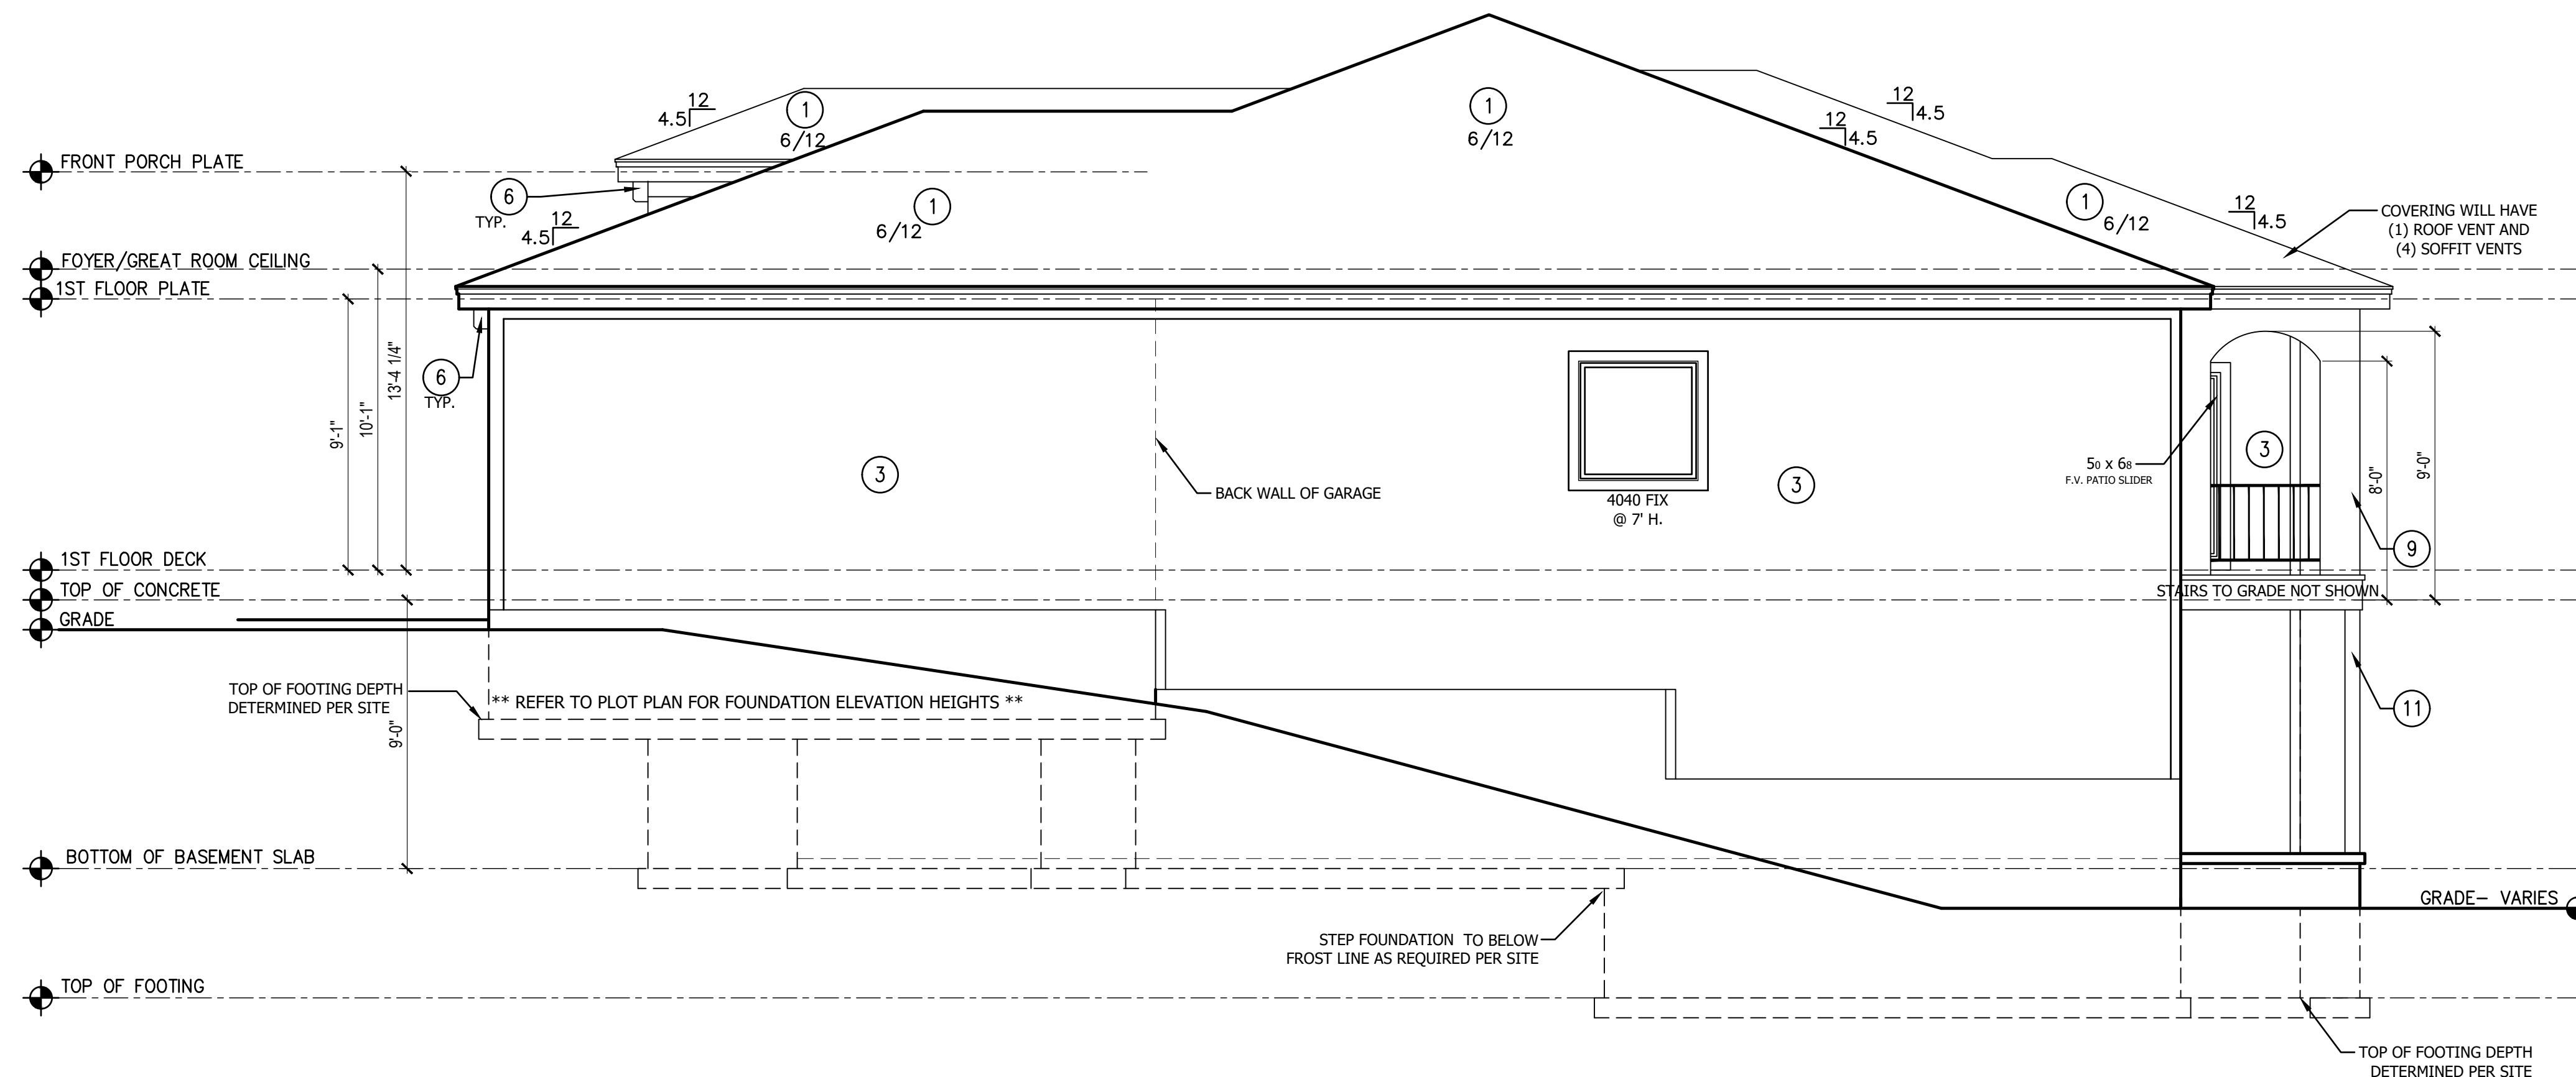 12
4.5
1
6/12
1
6/12
12
4.5
12
4.5
FRONT PORCH PLATE
6
TYP.
12
4.5
1
6/12
1
6/12
12
4.5
COVERING WILL HAVE
(1) ROOF VENT AND
(4) SOFFIT VENTS
FOYER/GREAT ROOM CEILING
1ST FLOOR PLATE
6
TYP.
9'-1"
10'-1"
13'-4 1/4"
3
BACK WALL OF GARAGE
4040 FIX
@ 7' H.
3
50 X 68
F.V. PATIO SLIDER
3
8'-0"
9'-0"
9
1ST FLOOR DECK
TOP OF CONCRETE
STAIRS TO GRADE NOT SHOWN
GRADE
TOP OF FOOTING DEPTH
DETERMINED PER SITE
** REFER TO PLOT PLAN FOR FOUNDATION ELEVATION HEIGHTS **
9'-0"
11
BOTTOM OF BASEMENT SLAB
GRADE- VARIES
STEP FOUNDATION TO BELOW
FROST LINE AS REQUIRED PER SITE
TOP OF FOOTING
TOP OF FOOTING DEPTH
DETERMINED PER SITE